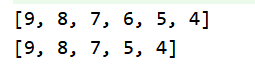 [9, 8, 7, 6, 5, 4]
[9, 8, 7, 5, 4]